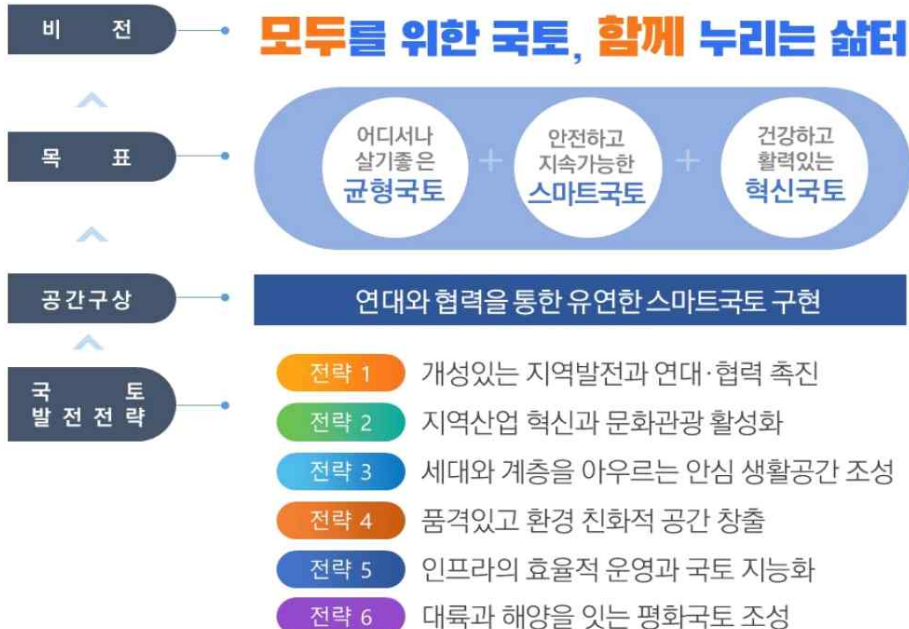 비 전
모두를 위한 국토, 함께 누리는 삶터
목 표
어디서나
살기좋은
균형국토
+
안전하고
지속가능한
스마트국토
+
건강하고
활력있는
혁신국토
공간구상
연대와 협력을 통한 유연한 스마트국토 구현
국 토
발전전략
전략 1 개성있는 지역발전과 연대·협력 촉진
전략 2 지역산업 혁신과 문화관광 활성화
전략 3 세대와 계층을 아우르는 안심 생활공간 조성
전략 4 품격있고 환경 친화적 공간 창출
전략 5 인프라의 효율적 운영과 국토 지능화
전략 6 대륙과 해양을 잇는 평화국토 조성